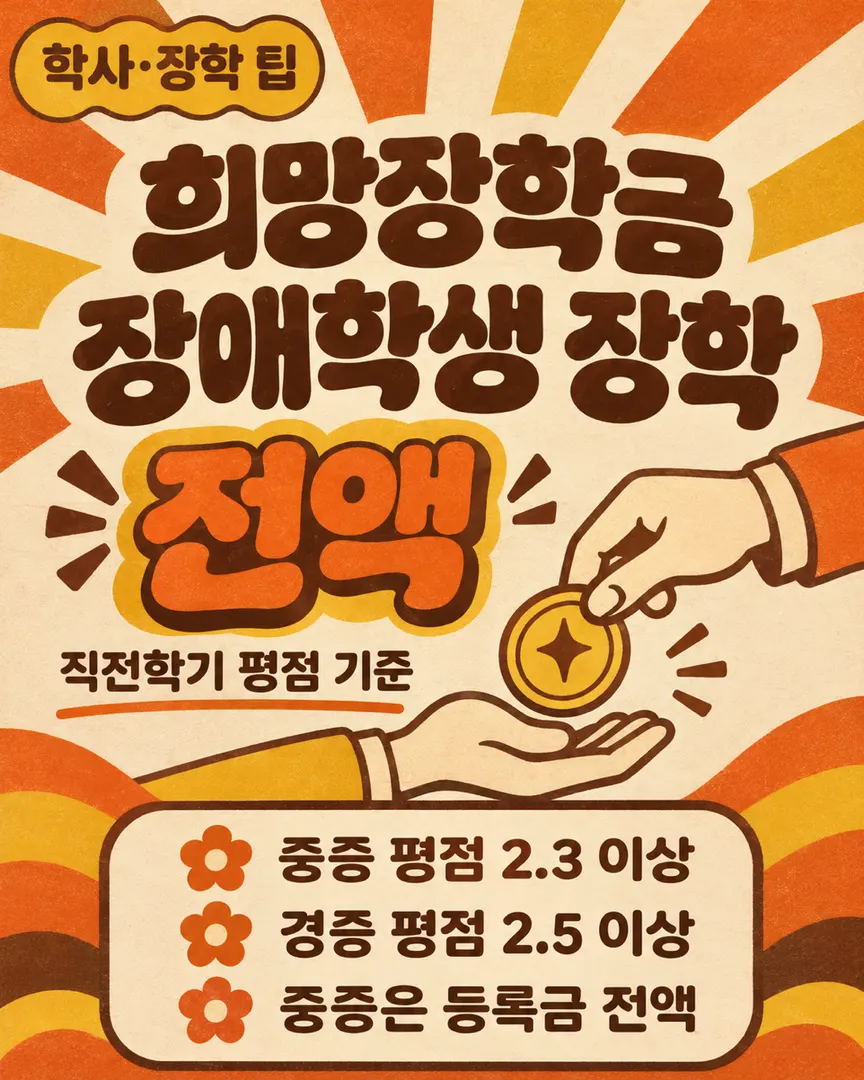 학사·장학 팁
희망장학금
장애학생 장학
전액
직전학기 평점 기준
중증 평점 2.3 이상
경증 평점 2.5 이상
중증은 등록금 전액